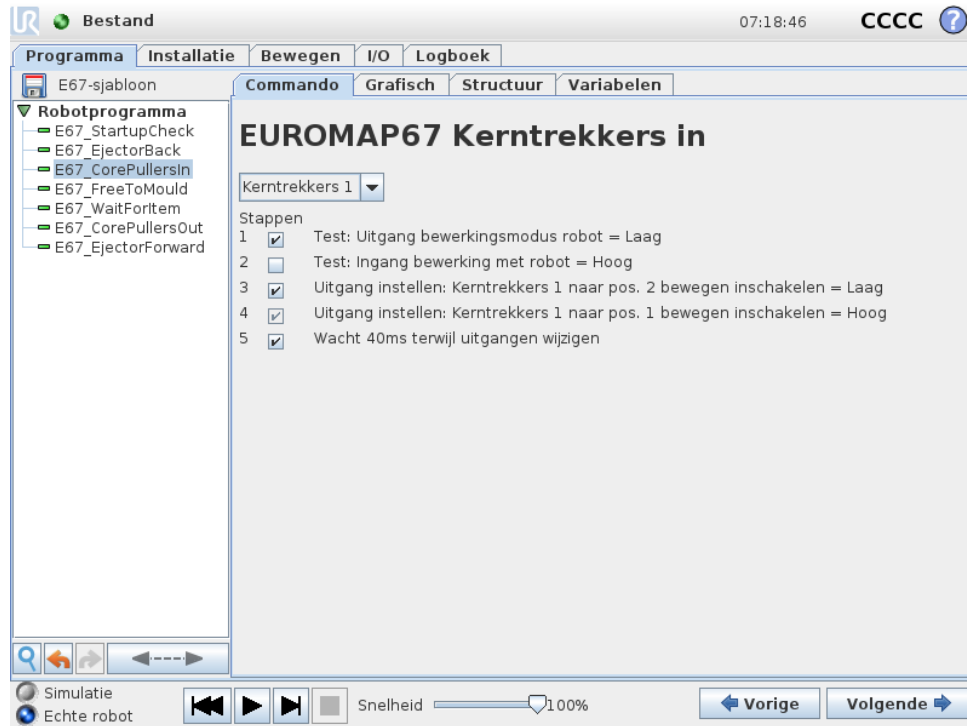 UR Bestand 07:18:46 CCCC ?
Programma Installatie Bewegen I/O Logboek
E67-sjabloon
Commando Grafisch Structuur Variabelen
Robotprogramma
E67_StartupCheck
E67_EjectorBack
E67_CorePullersIn
E67_FreeToMould
E67_WaitForItem
E67_CorePullersOut
E67_EjectorForward
EUROMAP67 Kerntrekkers in
Kerntrekkers 1
Stappen
1 Test: Uitgang bewerkingsmodus robot = Laag
2 Test: Ingang bewerking met robot = Hoog
3 Uitgang instellen: Kerntrekkers 1 naar pos. 2 bewegen inschakelen = Laag
4 Uitgang instellen: Kerntrekkers 1 naar pos. 1 bewegen inschakelen = Hoog
5 Wacht 40ms terwijl uitgangen wijzigen
Simulatie
Echte robot
Snelheid 100%
Vorige Volgende